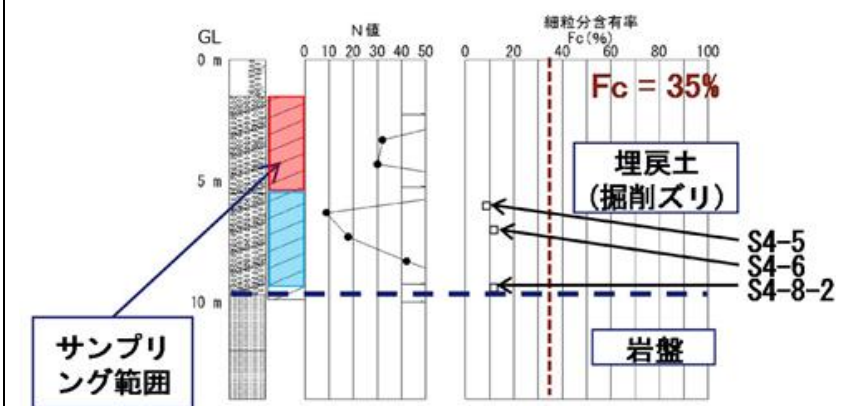 GL
N値
細粒分含有率
Fc(%)
0 10 20 30 40 50
0 20 40 60 80 100
0 m
Fc = 35%
埋戻土
(掘削ズリ)
5 m
S4-5
S4-6
S4-8-2
10 m
サンプリ
ング範囲
岩盤